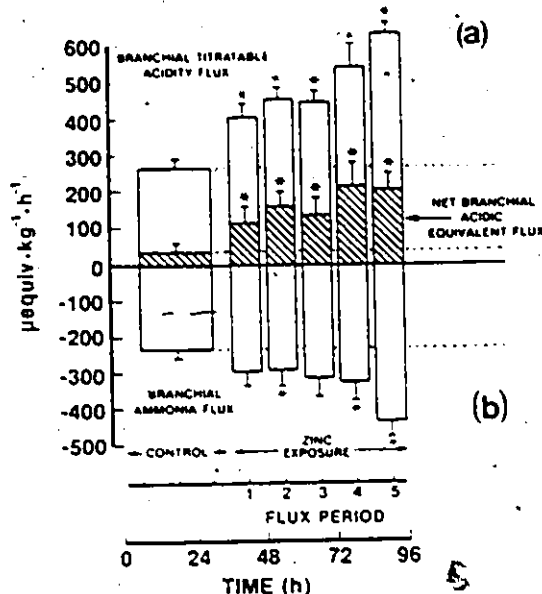 (a)
600
500
400
300
200
100
0
-100
-200
-300
-400
-500
µequiv·kg⁻¹·h⁻¹
BRANCHIAL TITRATABLE
ACIDITY FLUX
NET BRANCHIAL
ACIDIC
EQUIVALENT FLUX
BRANCHIAL
AMMONIA FLUX
(b)
CONTROL
ZINC
EXPOSURE
1 2 3 4 5
FLUX PERIOD
0 24 48 72 96
TIME (h)